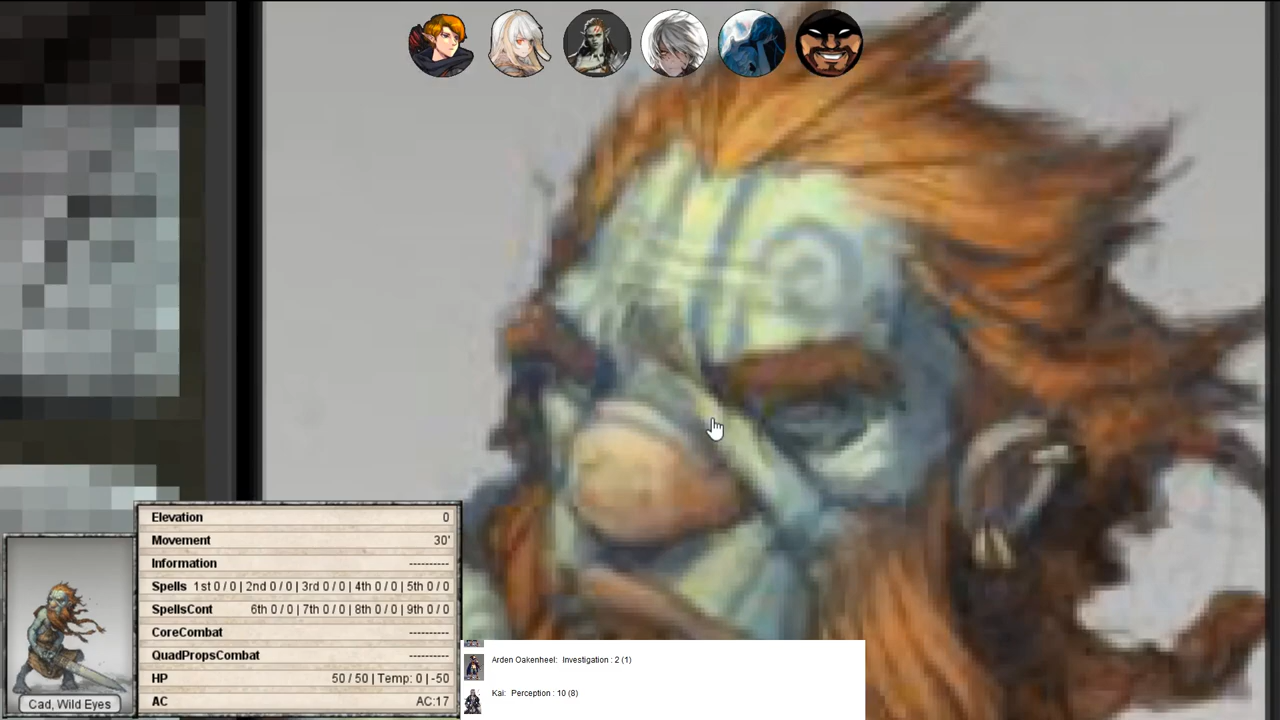 Elevation 0
Movement 30'
Information ----------
Spells 1st 0 / 0 | 2nd 0 / 0 | 3rd 0 / 0 | 4th 0 / 0 | 5th 0 / 0
SpellsCont 6th 0 / 0 | 7th 0 / 0 | 8th 0 / 0 | 9th 0 / 0
CoreCombat ----------
QuadPropsCombat ----------
HP 50 / 50 | Temp: 0 | -50
AC AC:17
Cad, Wild Eyes
Arden Oakenheel: Investigation : 2 (1)
Kai: Perception : 10 (8)